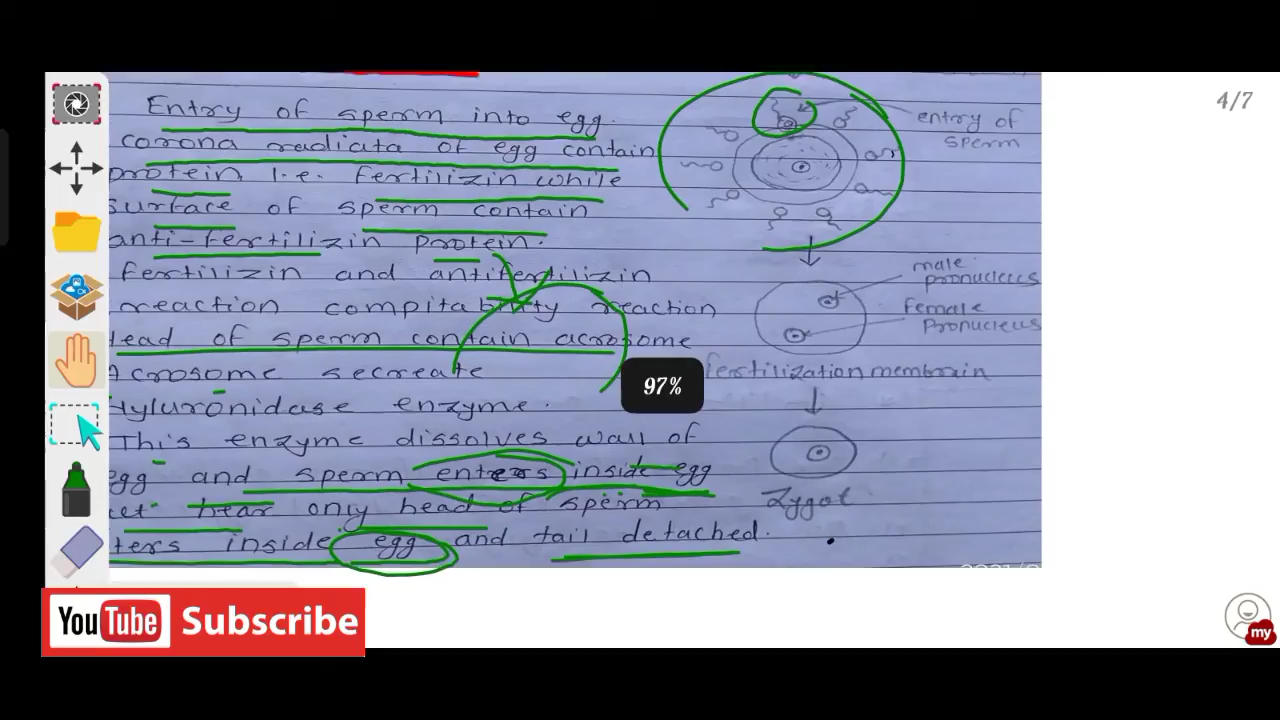 Entry of sperm into egg.
corona radiata of egg contain
protein i.e. fertilizin while
surface of sperm contain
anti-fertilizin protein.
fertilizin and antifertilizin
reaction compitability reaction
Head of sperm contain acrosome
Acrosome secreate
Hyluronidase enzyme.
This enzyme dissolves wall of
egg and sperm enters inside egg
hear only head of sperm
ters inside egg and tail detached.
entry of
sperm
male
pronucleus
Female
Pronucleus
fertilization membrain
Zygot
97%
4/7
YouTube Subscribe
my